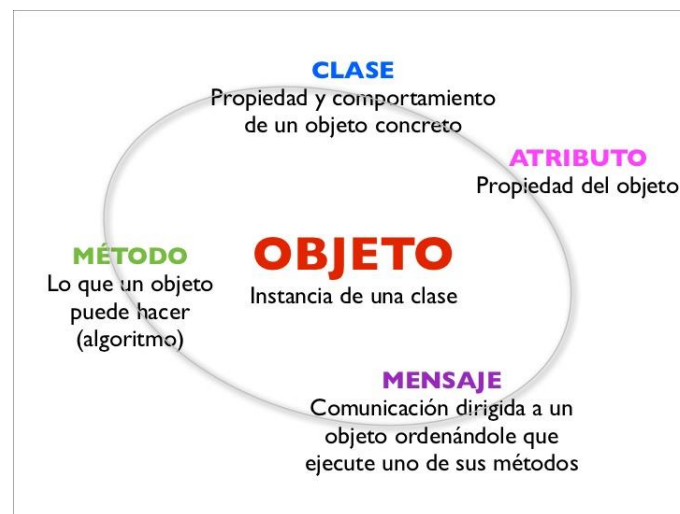 CLASE
Propiedad y comportamiento
de un objeto concreto
ATRIBUTO
Propiedad del objeto
OBJETO
Instancia de una clase
MÉTODO
Lo que un objeto
puede hacer
(algoritmo)
MENSAJE
Comunicación dirigida a un
objeto ordenándole que
ejecute uno de sus métodos